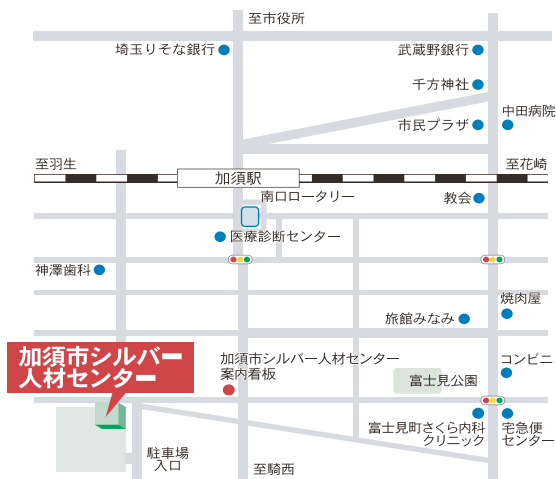 至市役所
埼玉りそな銀行
武蔵野銀行
千方神社
中田病院
市民プラザ
至羽生
至花崎
加須駅
南口ロータリー
教会
医療診断センター
神澤歯科
焼肉屋
旅館みなみ
加須市シルバー
人材センター
加須市シルバー人材センター
案内看板
コンビニ
富士見公園
富士見町さくら内科
クリニック
宅急便
センター
駐車場
入口
至騎西